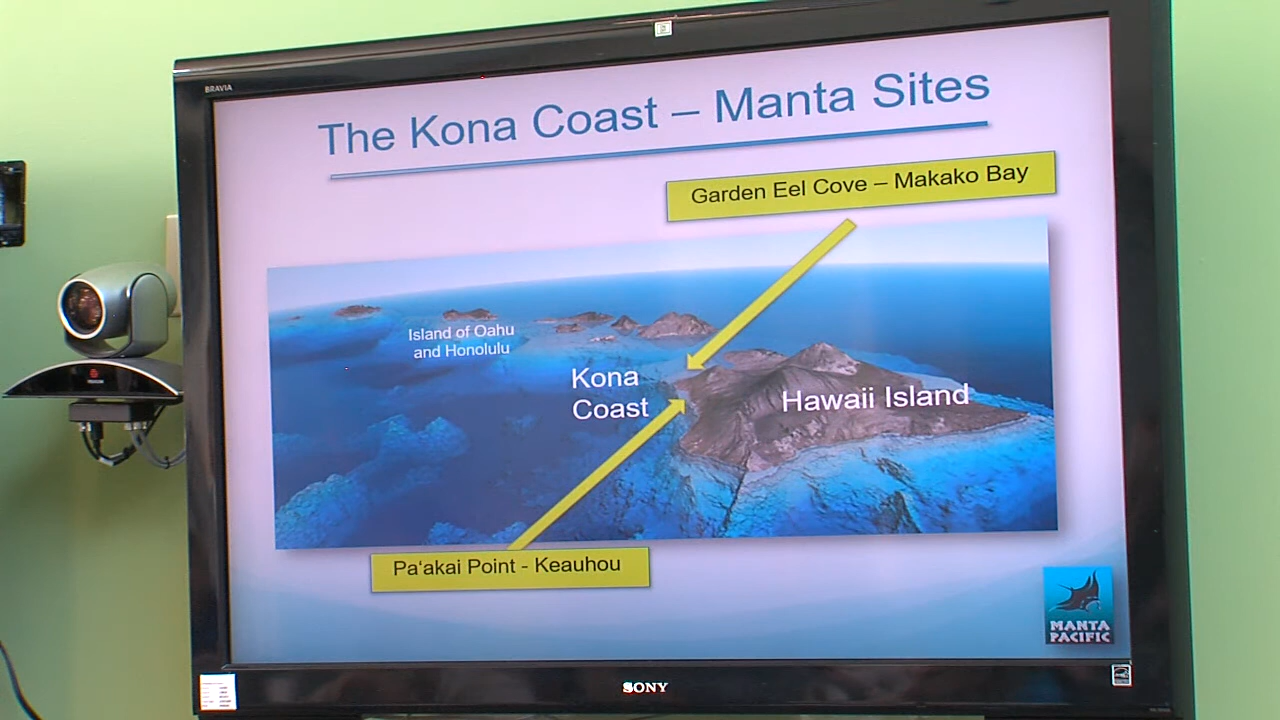 BRAVIA
The Kona Coast – Manta Sites
Garden Eel Cove – Makako Bay
Island of Oahu
and Honolulu
Kona
Coast
Hawaii Island
Pa‘akai Point - Keauhou
MANTA
PACIFIC
SONY